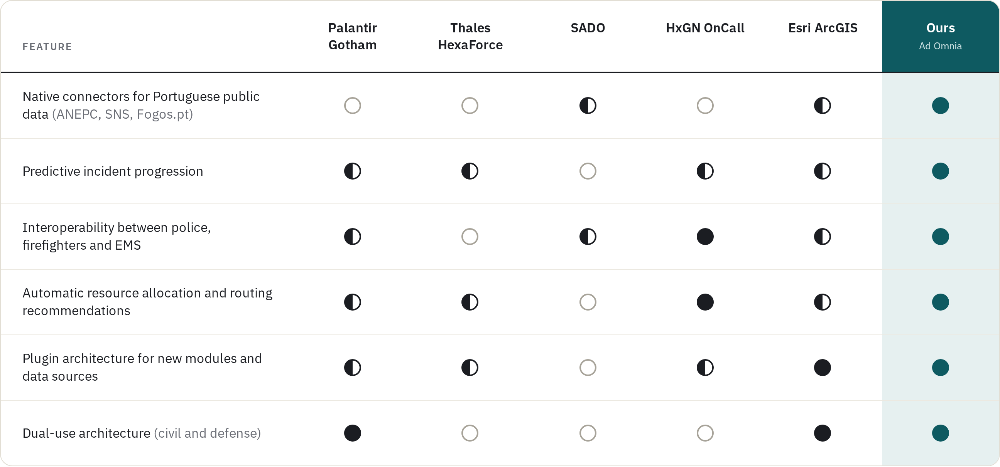 FEATURE
Palantir
Gotham
Thales
HexaForce
SADO
HxGN OnCall
Esri ArcGIS
Ours
Ad Omnia
Native connectors for Portuguese public
data (ANEPC, SNS, Fogos.pt)
Predictive incident progression
Interoperability between police,
firefighters and EMS
Automatic resource allocation and routing
recommendations
Plugin architecture for new modules and
data sources
Dual-use architecture (civil and defense)